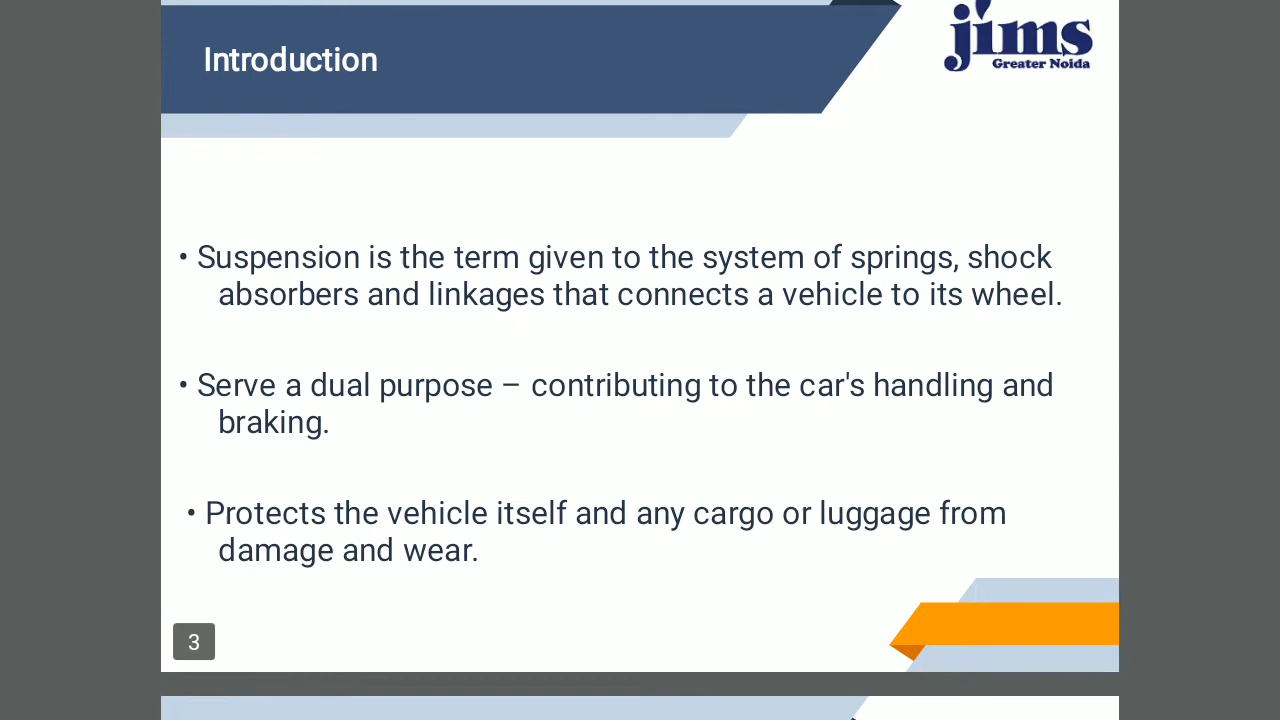 Introduction
jims
Greater Noida
• Suspension is the term given to the system of springs, shock
absorbers and linkages that connects a vehicle to its wheel.
• Serve a dual purpose – contributing to the car's handling and
braking.
• Protects the vehicle itself and any cargo or luggage from
damage and wear.
3